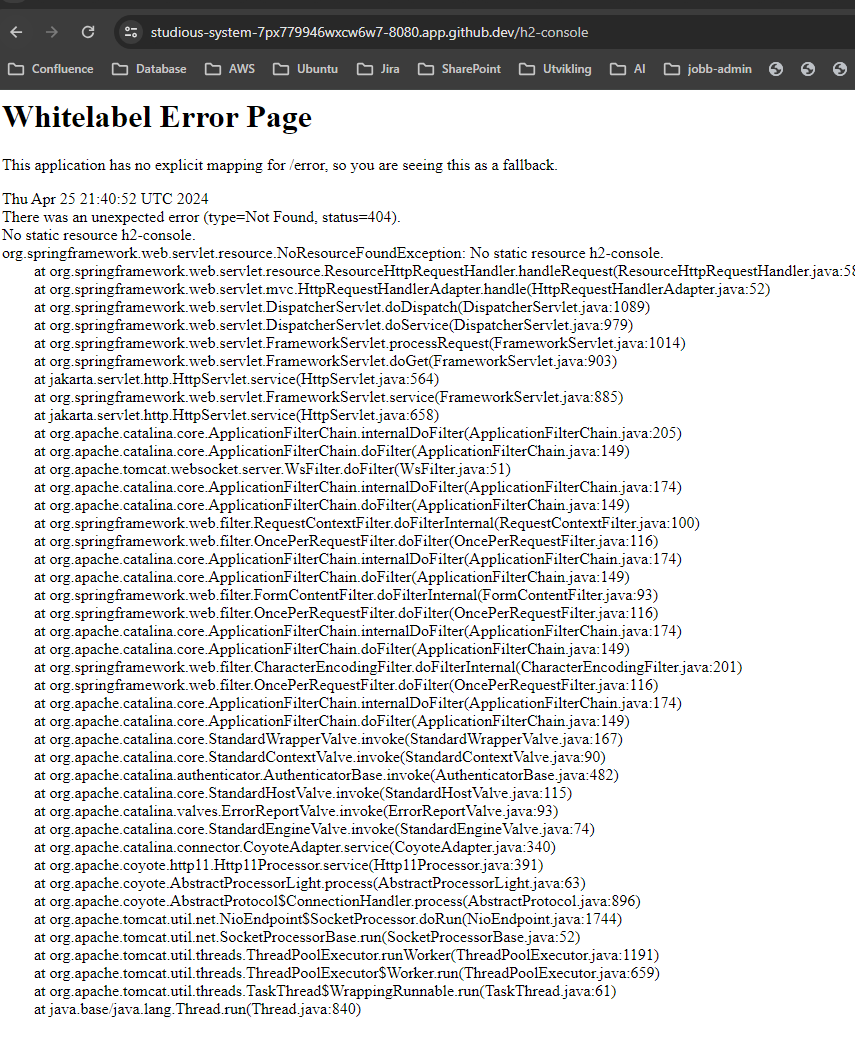 studious-system-7px779946wxcw6w7-8080.app.github.dev/h2-console
Confluence Database AWS Ubuntu Jira SharePoint Utvikling AI jobb-admin
Whitelabel Error Page
This application has no explicit mapping for /error, so you are seeing this as a fallback.
Thu Apr 25 21:40:52 UTC 2024
There was an unexpected error (type=Not Found, status=404).
No static resource h2-console.
org.springframework.web.servlet.resource.NoResourceFoundException: No static resource h2-console.
at org.springframework.web.servlet.resource.ResourceHttpRequestHandler.handleRequest(ResourceHttpRequestHandler.java:58
at org.springframework.web.servlet.mvc.HttpRequestHandlerAdapter.handle(HttpRequestHandlerAdapter.java:52)
at org.springframework.web.servlet.DispatcherServlet.doDispatch(DispatcherServlet.java:1089)
at org.springframework.web.servlet.DispatcherServlet.doService(DispatcherServlet.java:979)
at org.springframework.web.servlet.FrameworkServlet.processRequest(FrameworkServlet.java:1014)
at org.springframework.web.servlet.FrameworkServlet.doGet(FrameworkServlet.java:903)
at jakarta.servlet.http.HttpServlet.service(HttpServlet.java:564)
at org.springframework.web.servlet.FrameworkServlet.service(FrameworkServlet.java:885)
at jakarta.servlet.http.HttpServlet.service(HttpServlet.java:658)
at org.apache.catalina.core.ApplicationFilterChain.internalDoFilter(ApplicationFilterChain.java:205)
at org.apache.catalina.core.ApplicationFilterChain.doFilter(ApplicationFilterChain.java:149)
at org.apache.tomcat.websocket.server.WsFilter.doFilter(WsFilter.java:51)
at org.apache.catalina.core.ApplicationFilterChain.internalDoFilter(ApplicationFilterChain.java:174)
at org.apache.catalina.core.ApplicationFilterChain.doFilter(ApplicationFilterChain.java:149)
at org.springframework.web.filter.RequestContextFilter.doFilterInternal(RequestContextFilter.java:100)
at org.springframework.web.filter.OncePerRequestFilter.doFilter(OncePerRequestFilter.java:116)
at org.apache.catalina.core.ApplicationFilterChain.internalDoFilter(ApplicationFilterChain.java:174)
at org.apache.catalina.core.ApplicationFilterChain.doFilter(ApplicationFilterChain.java:149)
at org.springframework.web.filter.FormContentFilter.doFilterInternal(FormContentFilter.java:93)
at org.springframework.web.filter.OncePerRequestFilter.doFilter(OncePerRequestFilter.java:116)
at org.apache.catalina.core.ApplicationFilterChain.internalDoFilter(ApplicationFilterChain.java:174)
at org.apache.catalina.core.ApplicationFilterChain.doFilter(ApplicationFilterChain.java:149)
at org.springframework.web.filter.CharacterEncodingFilter.doFilterInternal(CharacterEncodingFilter.java:201)
at org.springframework.web.filter.OncePerRequestFilter.doFilter(OncePerRequestFilter.java:116)
at org.apache.catalina.core.ApplicationFilterChain.internalDoFilter(ApplicationFilterChain.java:174)
at org.apache.catalina.core.ApplicationFilterChain.doFilter(ApplicationFilterChain.java:149)
at org.apache.catalina.core.StandardWrapperValve.invoke(StandardWrapperValve.java:167)
at org.apache.catalina.core.StandardContextValve.invoke(StandardContextValve.java:90)
at org.apache.catalina.authenticator.AuthenticatorBase.invoke(AuthenticatorBase.java:482)
at org.apache.catalina.core.StandardHostValve.invoke(StandardHostValve.java:115)
at org.apache.catalina.valves.ErrorReportValve.invoke(ErrorReportValve.java:93)
at org.apache.catalina.core.StandardEngineValve.invoke(StandardEngineValve.java:74)
at org.apache.catalina.connector.CoyoteAdapter.service(CoyoteAdapter.java:340)
at org.apache.coyote.http11.Http11Processor.service(Http11Processor.java:391)
at org.apache.coyote.AbstractProcessorLight.process(AbstractProcessorLight.java:63)
at org.apache.coyote.AbstractProtocol$ConnectionHandler.process(AbstractProtocol.java:896)
at org.apache.tomcat.util.net.NioEndpoint$SocketProcessor.doRun(NioEndpoint.java:1744)
at org.apache.tomcat.util.net.SocketProcessorBase.run(SocketProcessorBase.java:52)
at org.apache.tomcat.util.threads.ThreadPoolExecutor.runWorker(ThreadPoolExecutor.java:1191)
at org.apache.tomcat.util.threads.ThreadPoolExecutor$Worker.run(ThreadPoolExecutor.java:659)
at org.apache.tomcat.util.threads.TaskThread$WrappingRunnable.run(TaskThread.java:61)
at java.base/java.lang.Thread.run(Thread.java:840)